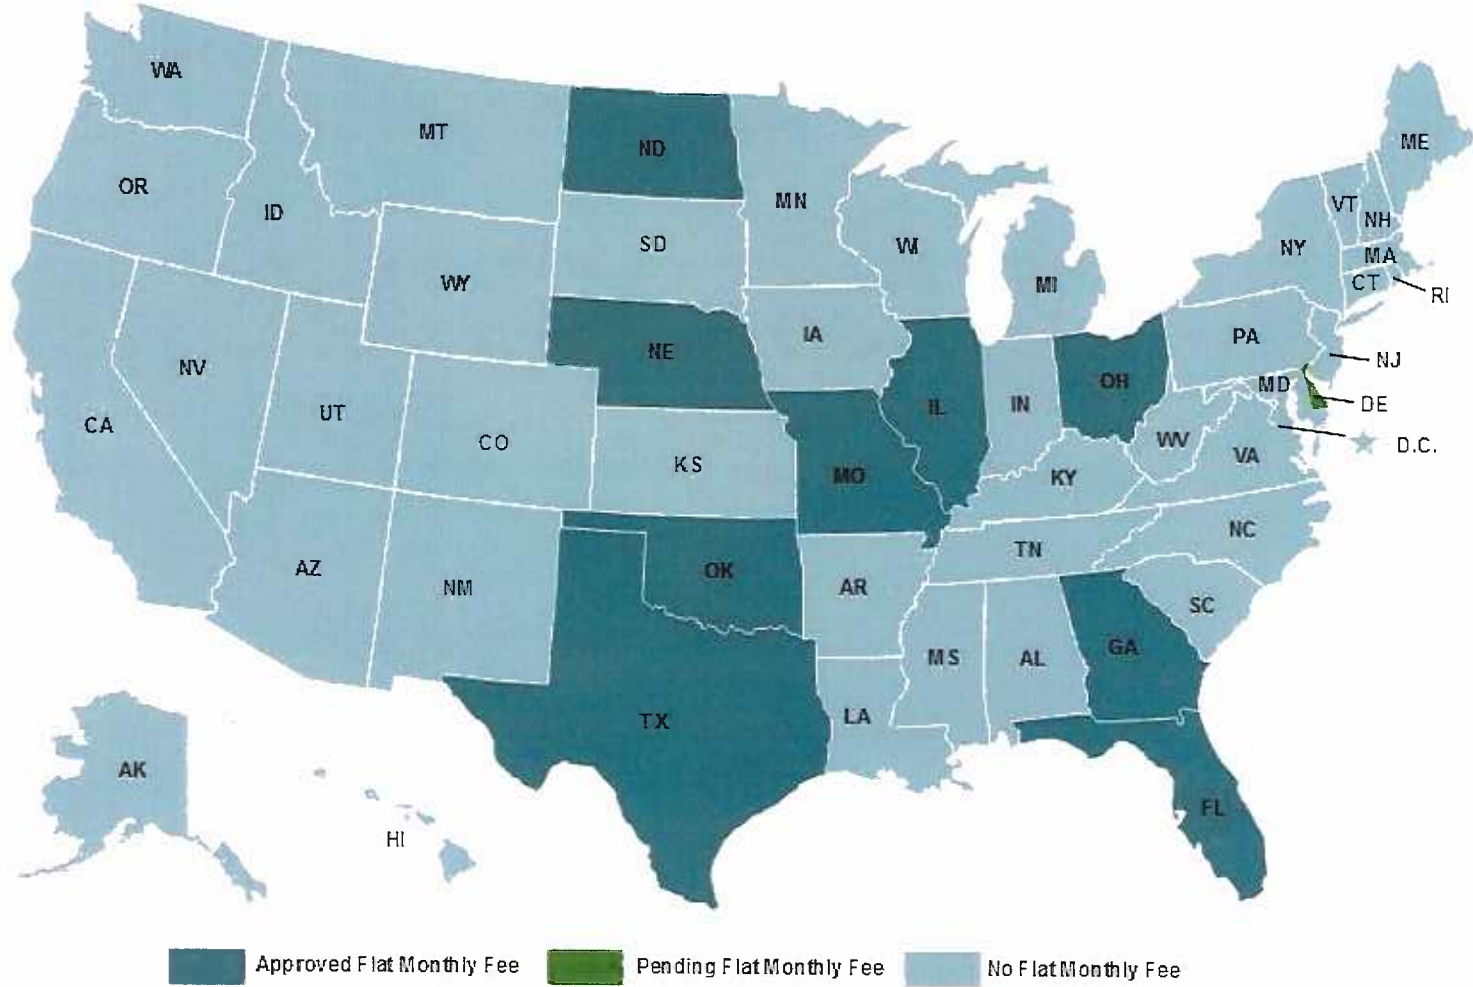 WA
MT
ND
ME
OR
ID
MN
VT
NH
SD
WI
NY
MA
WY
MI
CT
RI
IA
PA
NE
NJ
NV
UT
OH
MD
CA
CO
IL
IN
DE
WV
D.C.
KS
VA
MO
KY
NC
TN
AZ
OK
NM
AR
SC
GA
MS
AL
TX
LA
AK
FL
HI
Approved Flat Monthly Fee
Pending Flat Monthly Fee
No Flat Monthly Fee